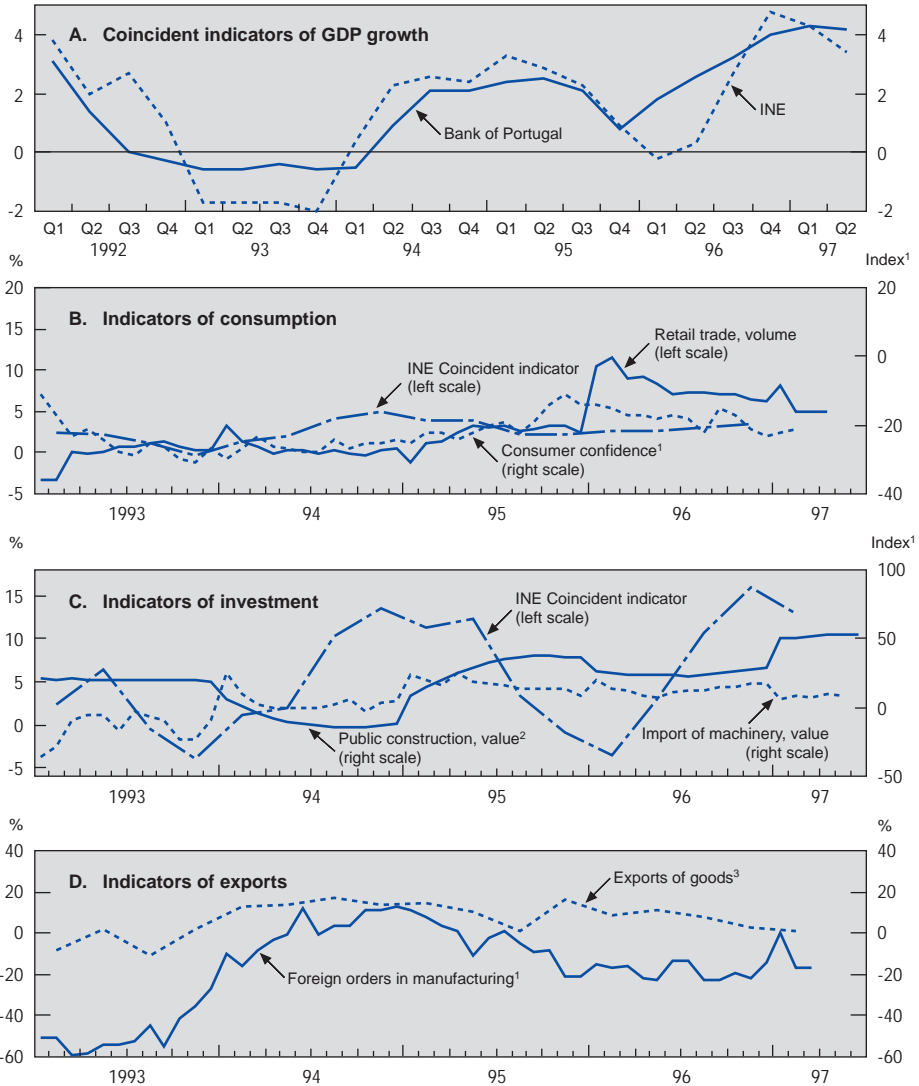 A. Coincident indicators of GDP growth
4
2
0
-2
4
2
0
-2
Bank of Portugal
INE
Q1 Q2 Q3 Q4 Q1 Q2 Q3 Q4 Q1 Q2 Q3 Q4 Q1 Q2 Q3 Q4 Q1 Q2 Q3 Q4 Q1 Q2
1992 93 94 95 96 97
%
Index¹
B. Indicators of consumption
20
15
10
5
0
-5
20
0
-20
-40
INE Coincident indicator
(left scale)
Retail trade, volume
(left scale)
Consumer confidence¹
(right scale)
1993 94 95 96 97
%
Index¹
C. Indicators of investment
15
10
5
0
-5
100
50
0
-50
INE Coincident indicator
(left scale)
Public construction, value²
(right scale)
Import of machinery, value
(right scale)
1993 94 95 96 97
%
%
D. Indicators of exports
40
20
0
-20
-40
-60
40
20
0
-20
-40
-60
Exports of goods³
Foreign orders in manufacturing¹
1993 94 95 96 97